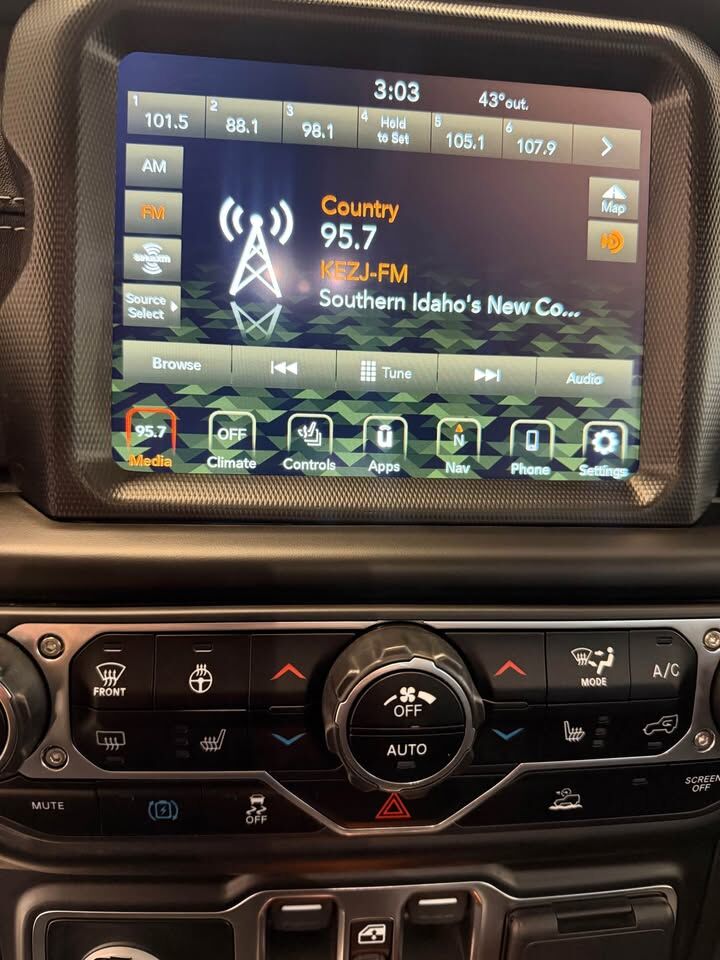 3:03 43°out.
1 101.5 2 88.1 3 98.1 4 Hold to Set 5 105.1 6 107.9
AM
FM
SiriusXM
Source
Select
Map
Country
95.7
KEZJ-FM
Southern Idaho's New Co...
Browse Tune Audio
95.7 OFF N
Media Climate Controls Apps Nav Phone Settings
FRONT
MODE
A/C
OFF
AUTO
MUTE
OFF
SCREEN
OFF